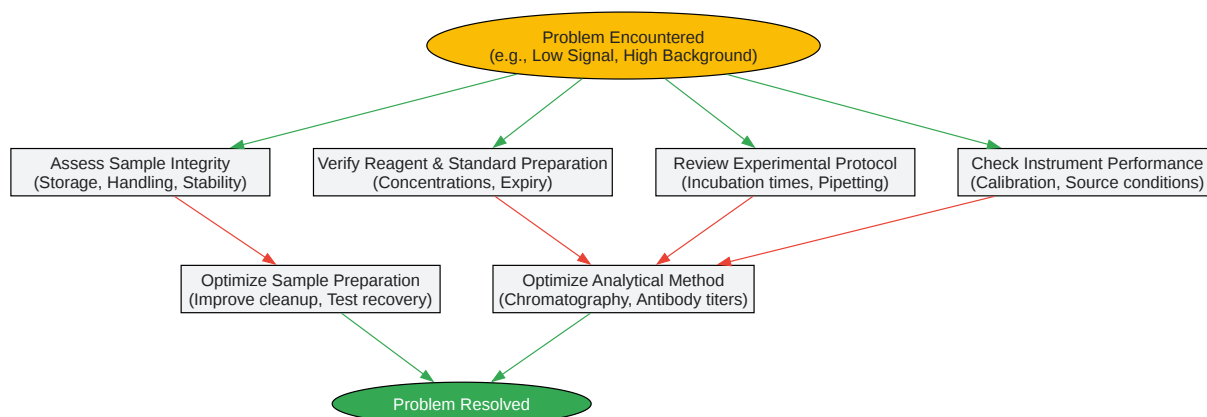 Problem Encountered
(e.g., Low Signal, High Background)
Assess Sample Integrity
(Storage, Handling, Stability)
Verify Reagent & Standard Preparation
(Concentrations, Expiry)
Review Experimental Protocol
(Incubation times, Pipetting)
Check Instrument Performance
(Calibration, Source conditions)
Optimize Sample Preparation
(Improve cleanup, Test recovery)
Optimize Analytical Method
(Chromatography, Antibody titers)
Problem Resolved